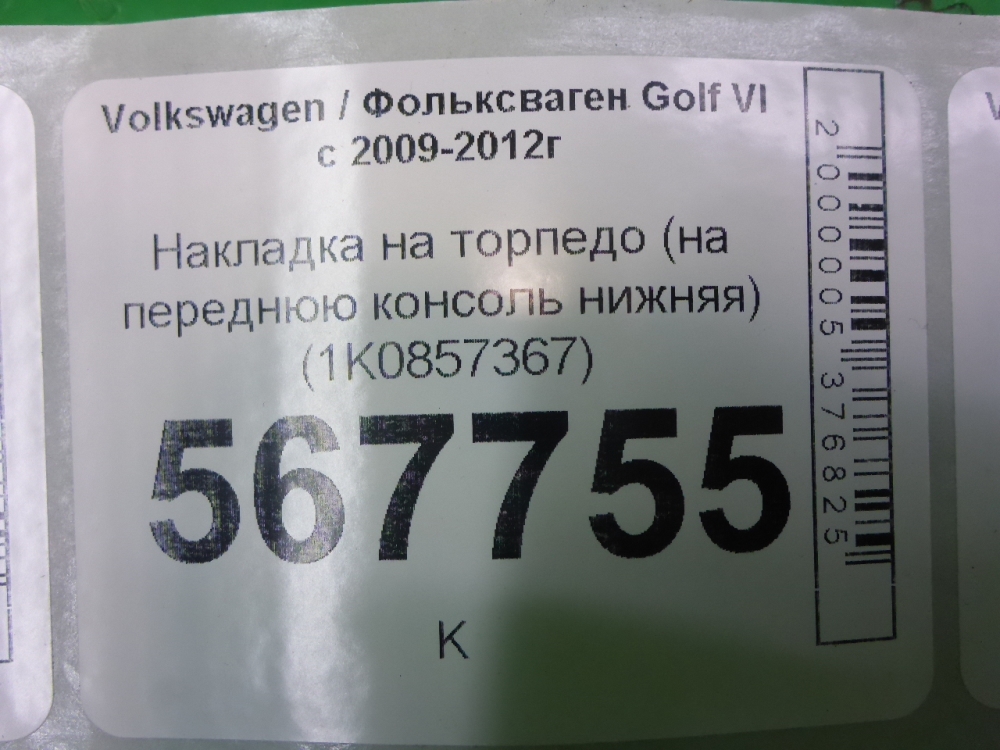 Volkswagen / Фольксваген Golf VI
с 2009-2012г
Накладка на торпедо (на
переднюю консоль нижняя)
(1K0857367)
567755
K
2000005376825